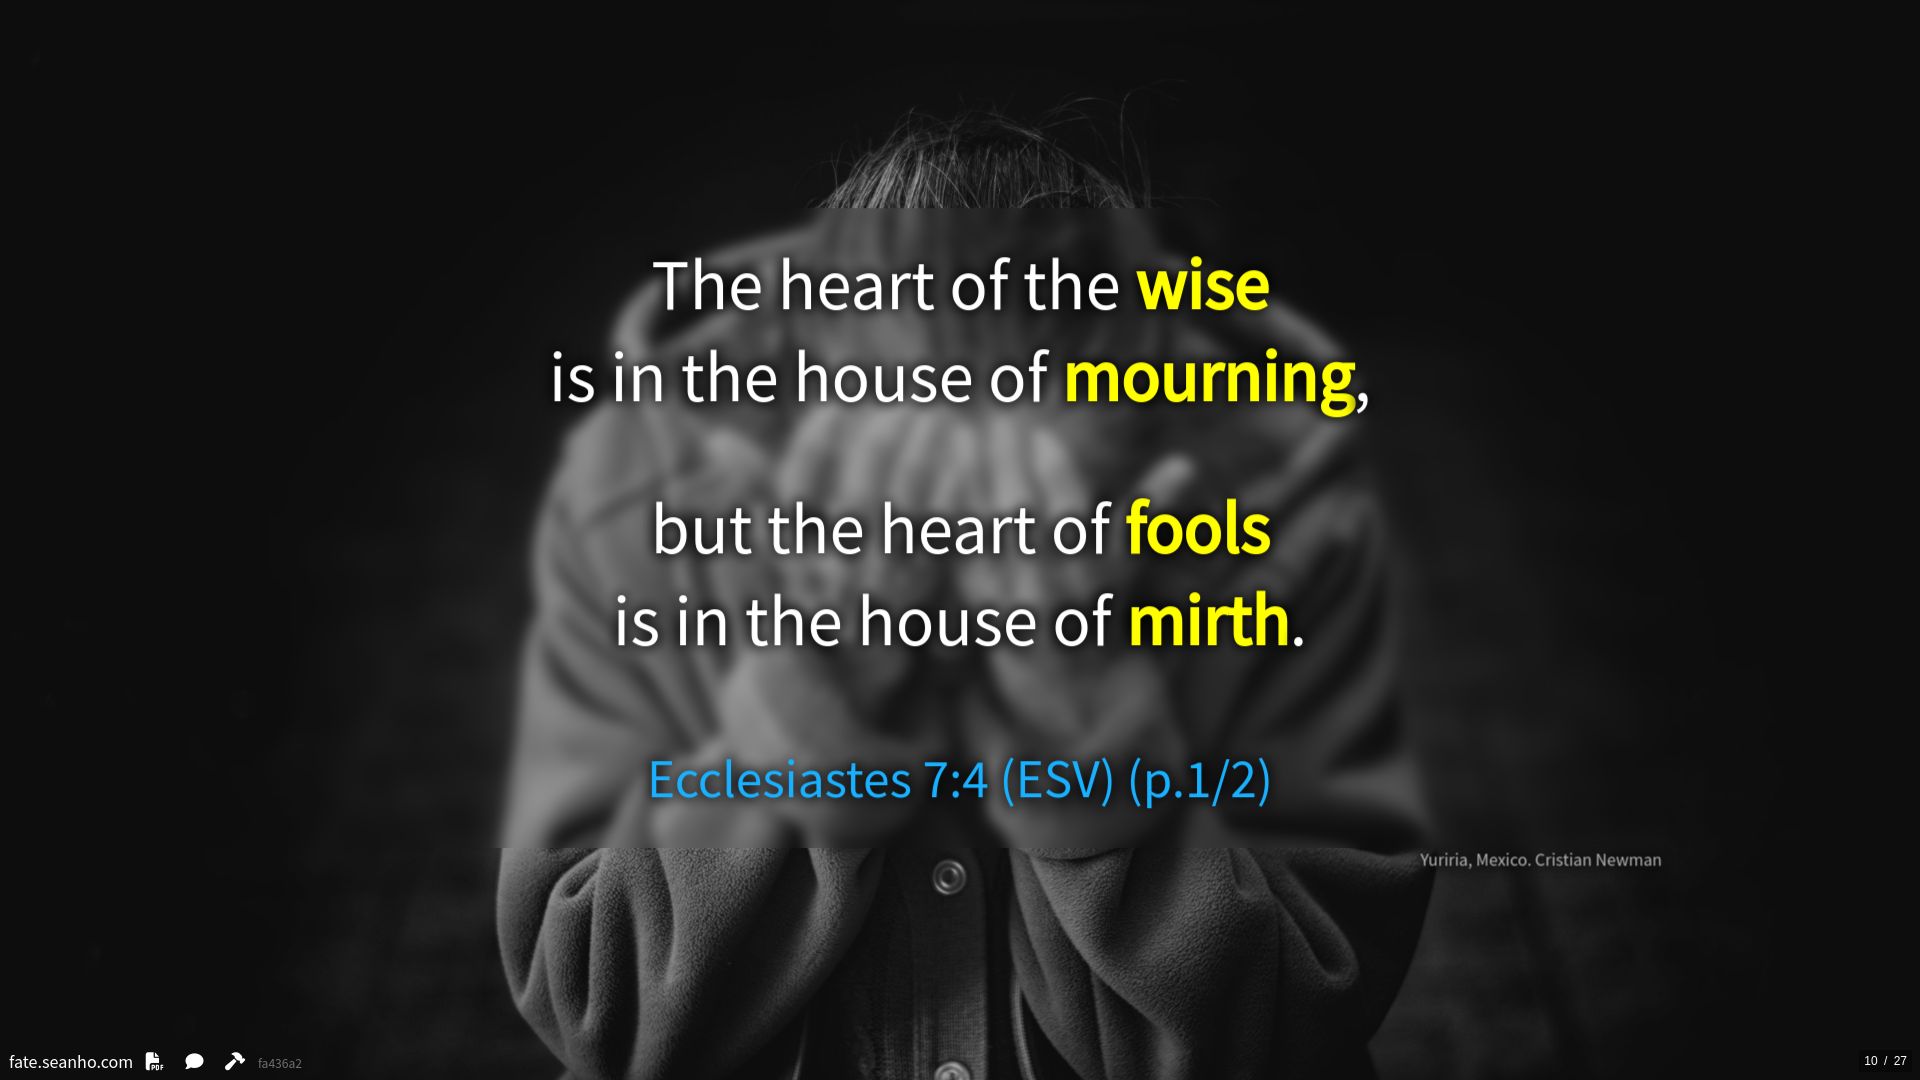 The heart of the wise
is in the house of mourning,
but the heart of fools
is in the house of mirth.
Ecclesiastes 7:4 (ESV) (p.1/2)
Yuriria, Mexico. Cristian Newman
fate.seanho.com PDF fa436a2
10 / 27